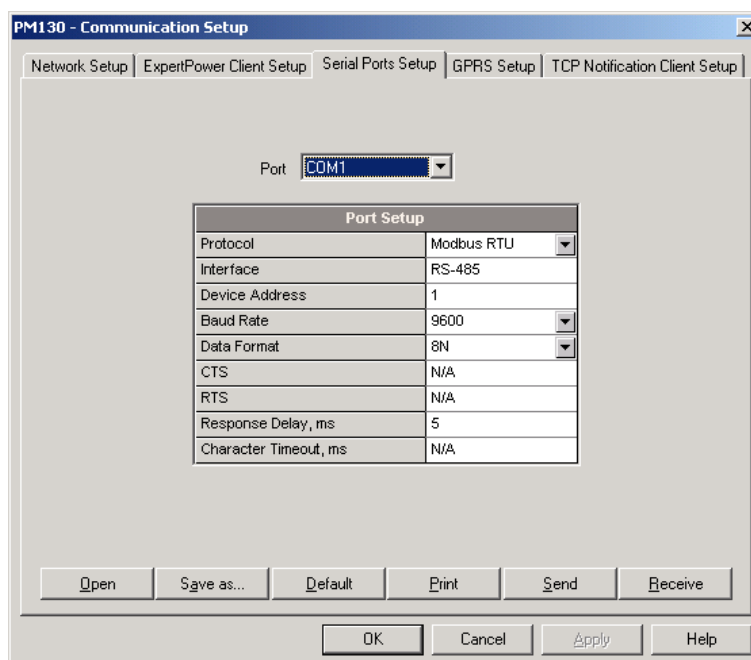 PM130 - Communication Setup
Network Setup ExpertPower Client Setup Serial Ports Setup GPRS Setup TCP Notification Client Setup
Port COM1
Port Setup
Protocol Modbus RTU
Interface RS-485
Device Address 1
Baud Rate 9600
Data Format 8N
CTS N/A
RTS N/A
Response Delay, ms 5
Character Timeout, ms N/A
Open Save as... Default Print Send Receive
OK Cancel Apply Help